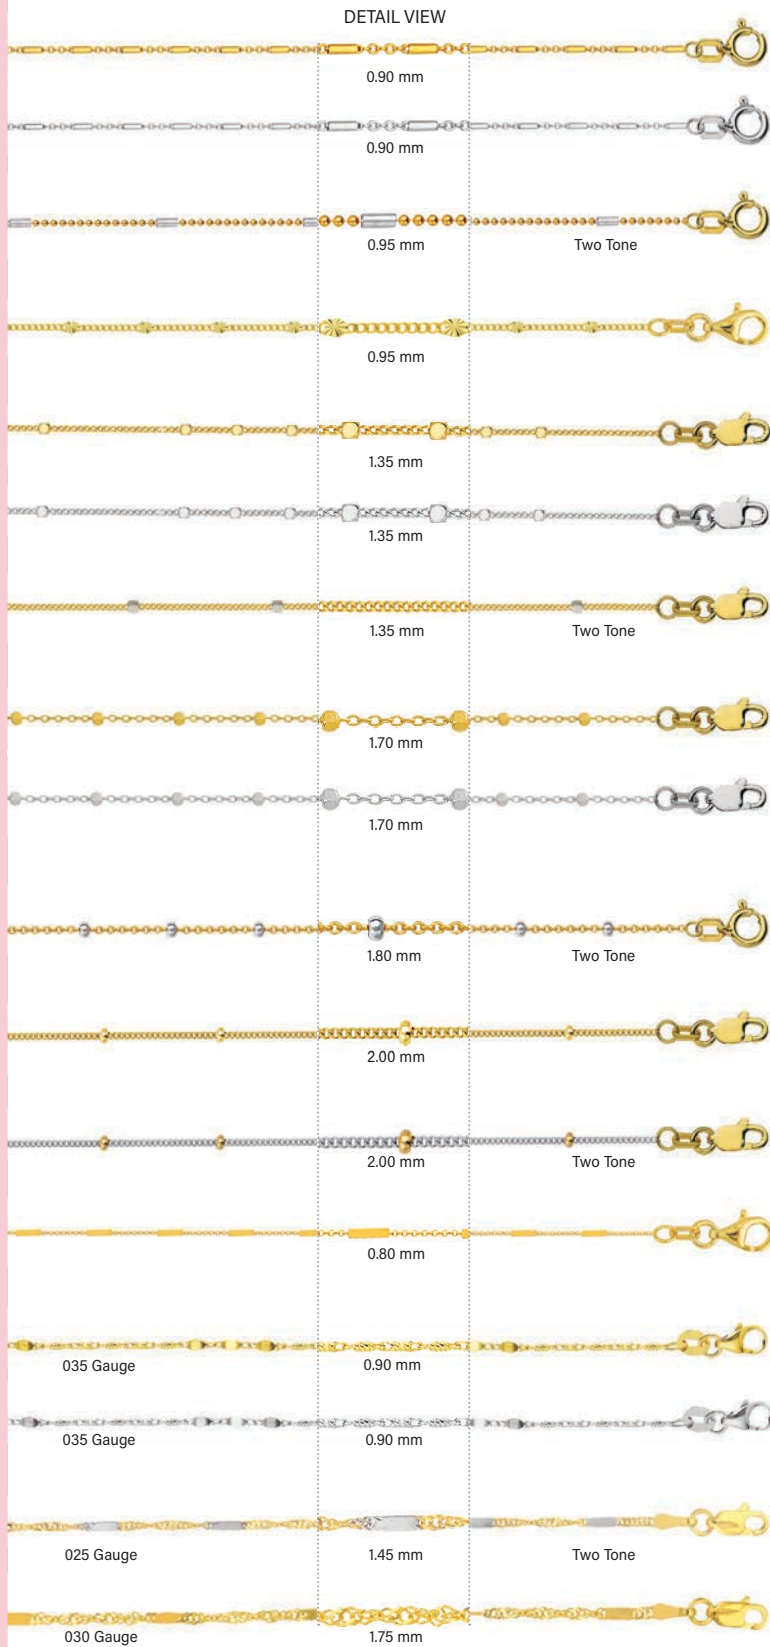 DETAIL VIEW
0.90 mm
0.90 mm
0.95 mm Two Tone
0.95 mm
1.35 mm
1.35 mm
1.35 mm Two Tone
1.70 mm
1.70 mm
1.80 mm Two Tone
2.00 mm
2.00 mm Two Tone
0.80 mm
035 Gauge 0.90 mm
035 Gauge 0.90 mm
025 Gauge 1.45 mm Two Tone
030 Gauge 1.75 mm